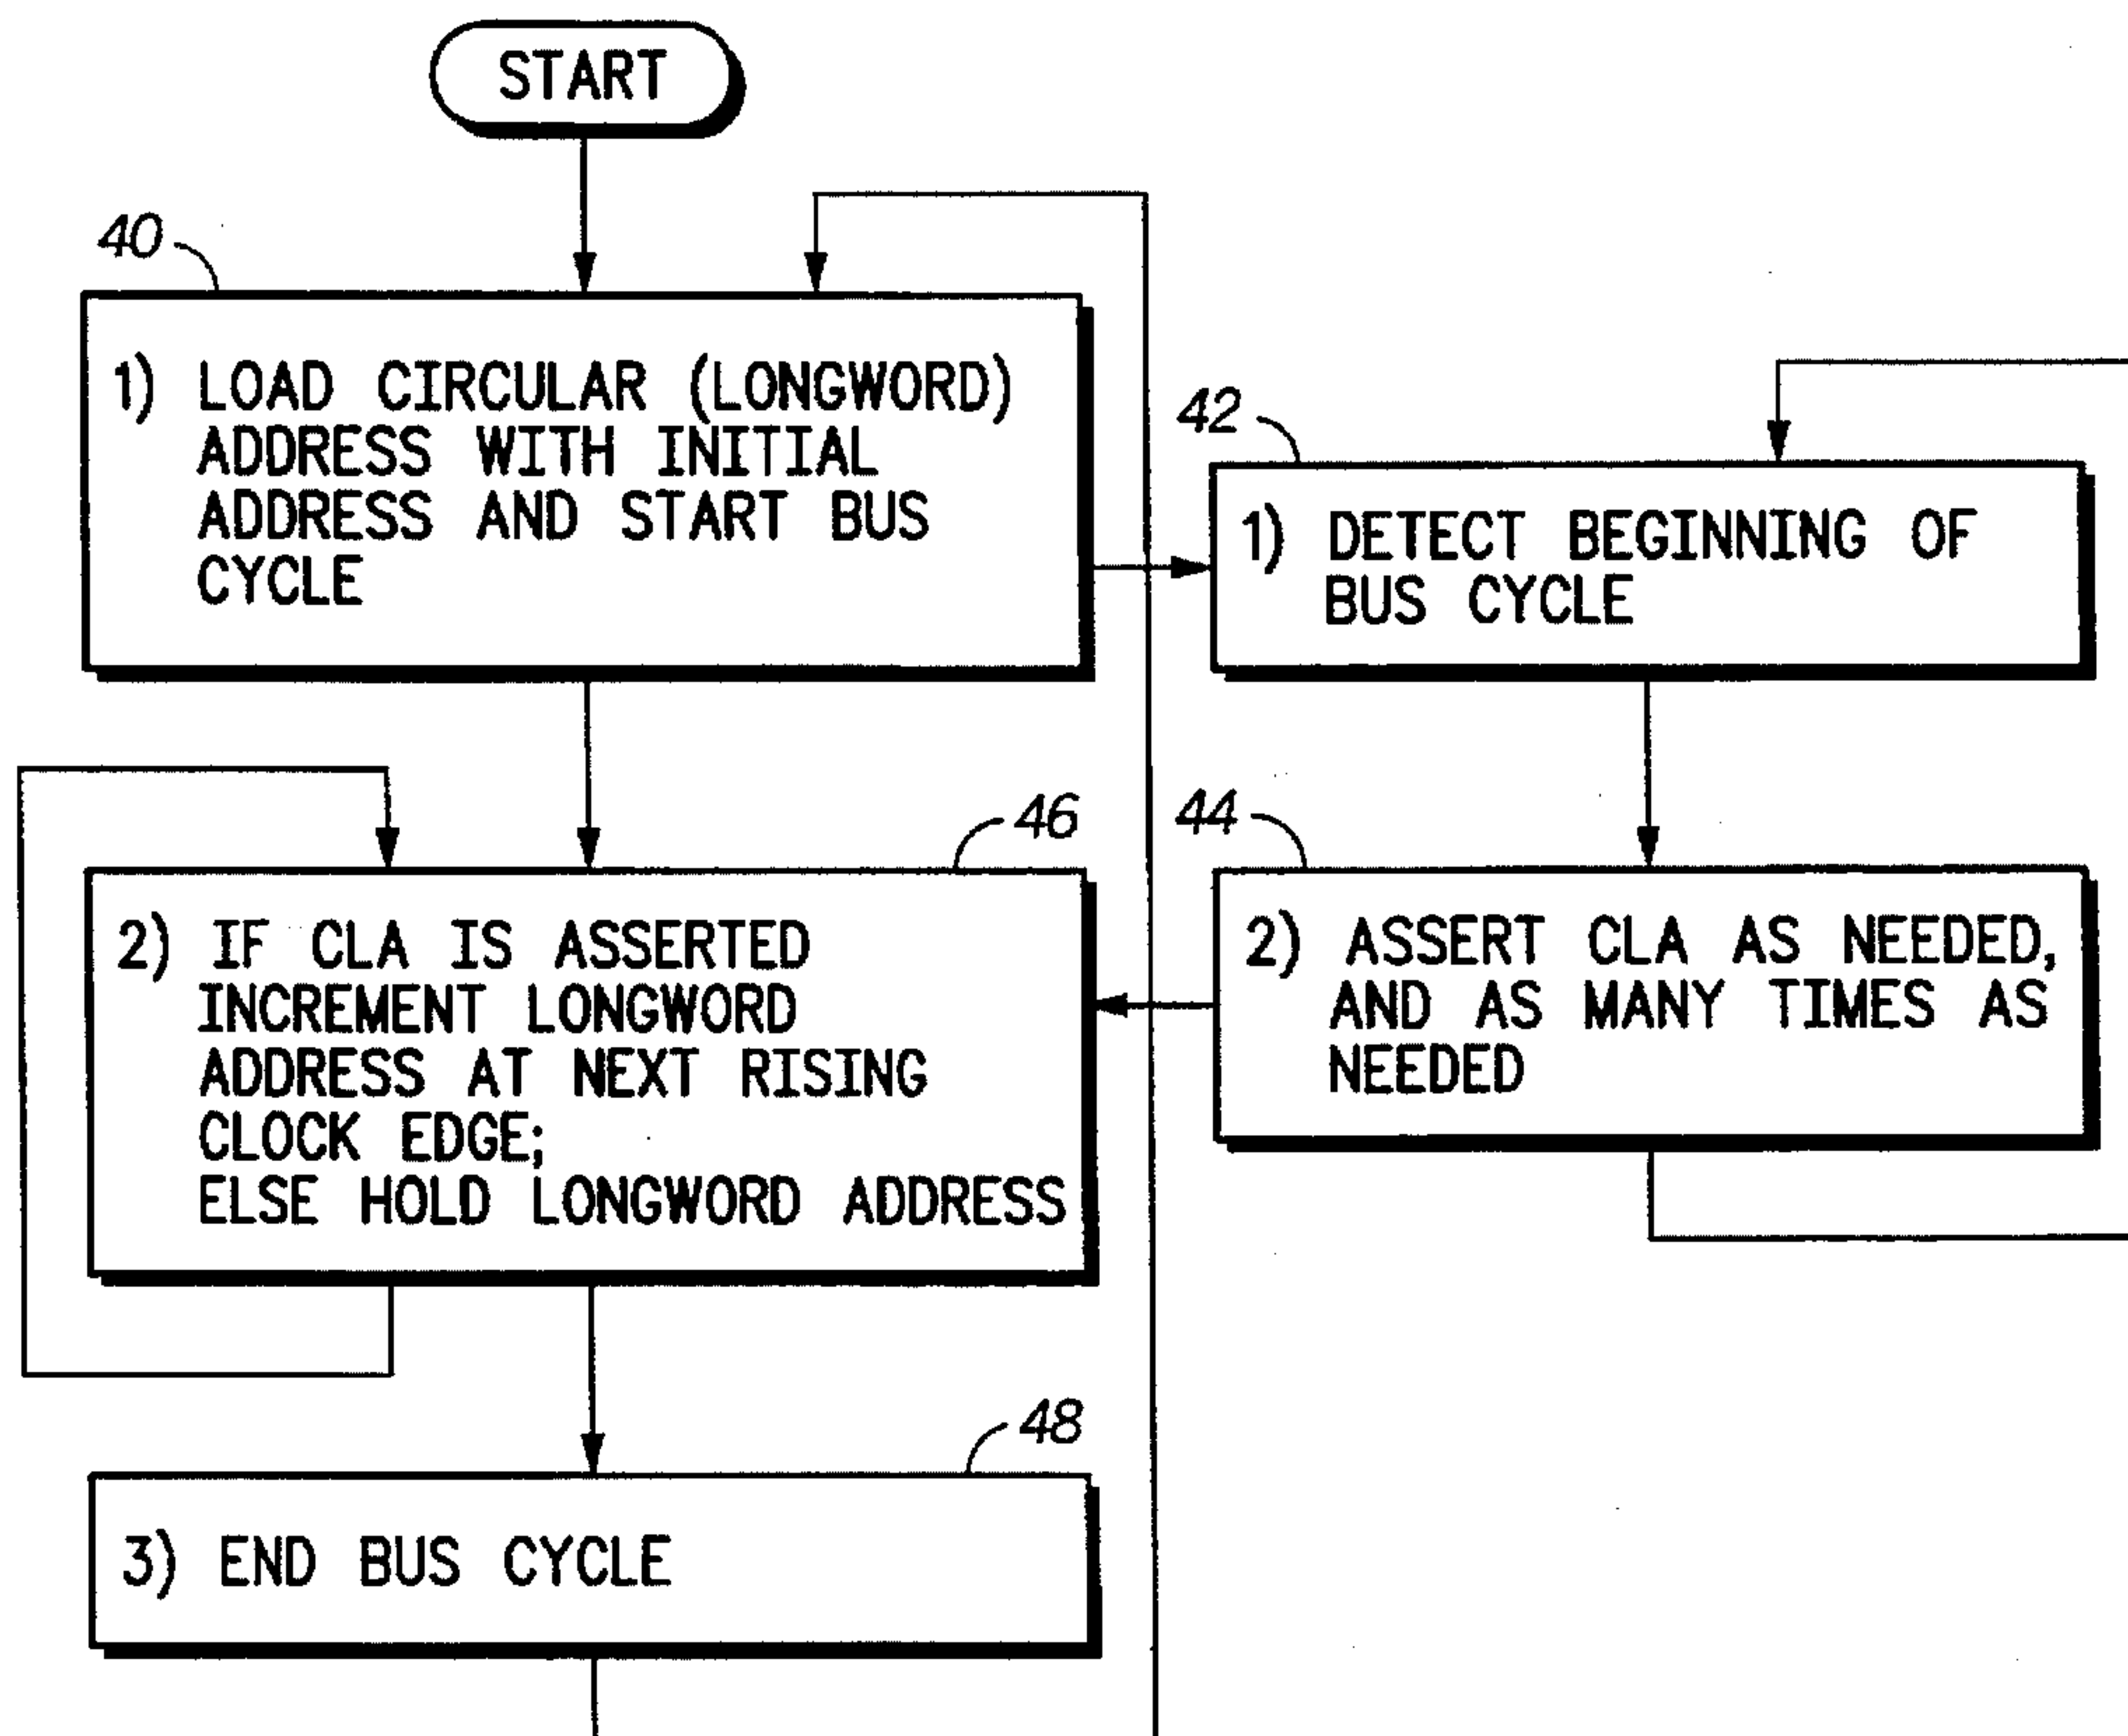 START
40
1) LOAD CIRCULAR (LONGWORD)
ADDRESS WITH INITIAL
ADDRESS AND START BUS
CYCLE
42
1) DETECT BEGINNING OF
BUS CYCLE
46
2) IF CLA IS ASSERTED
INCREMENT LONGWORD
ADDRESS AT NEXT RISING
CLOCK EDGE;
ELSE HOLD LONGWORD ADDRESS
44
2) ASSERT CLA AS NEEDED,
AND AS MANY TIMES AS
NEEDED
48
3) END BUS CYCLE